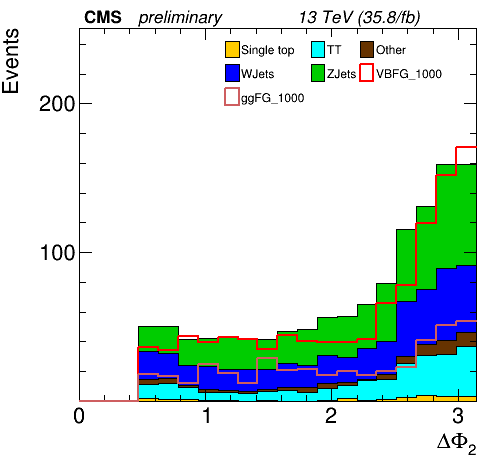 CMS preliminary 13 TeV (35.8/fb)
Events
Single top TT Other
WJets ZJets VBFG_1000
ggFG_1000
200
100
0 1 2 3
ΔΦ2